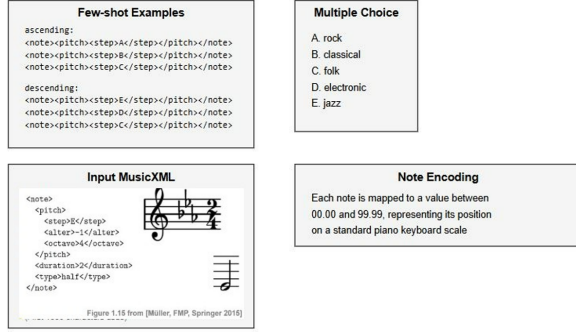 Few-shot Examples
ascending:
<note><pitch><step>A</step></pitch></note>
<note><pitch><step>B</step></pitch></note>
<note><pitch><step>C</step></pitch></note>
descending:
<note><pitch><step>E</step></pitch></note>
<note><pitch><step>D</step></pitch></note>
<note><pitch><step>C</step></pitch></note>
Multiple Choice
A. rock
B. classical
C. folk
D. electronic
E. jazz
Input MusicXML
<note>
<pitch>
<step>E</step>
<alter>-1</alter>
<octave>4</octave>
</pitch>
<duration>2</duration>
<type>half</type>
</note>
2
4
Figure 1.15 from [Müller, FMP, Springer 2015]
Note Encoding
Each note is mapped to a value between
00.00 and 99.99, representing its position
on a standard piano keyboard scale